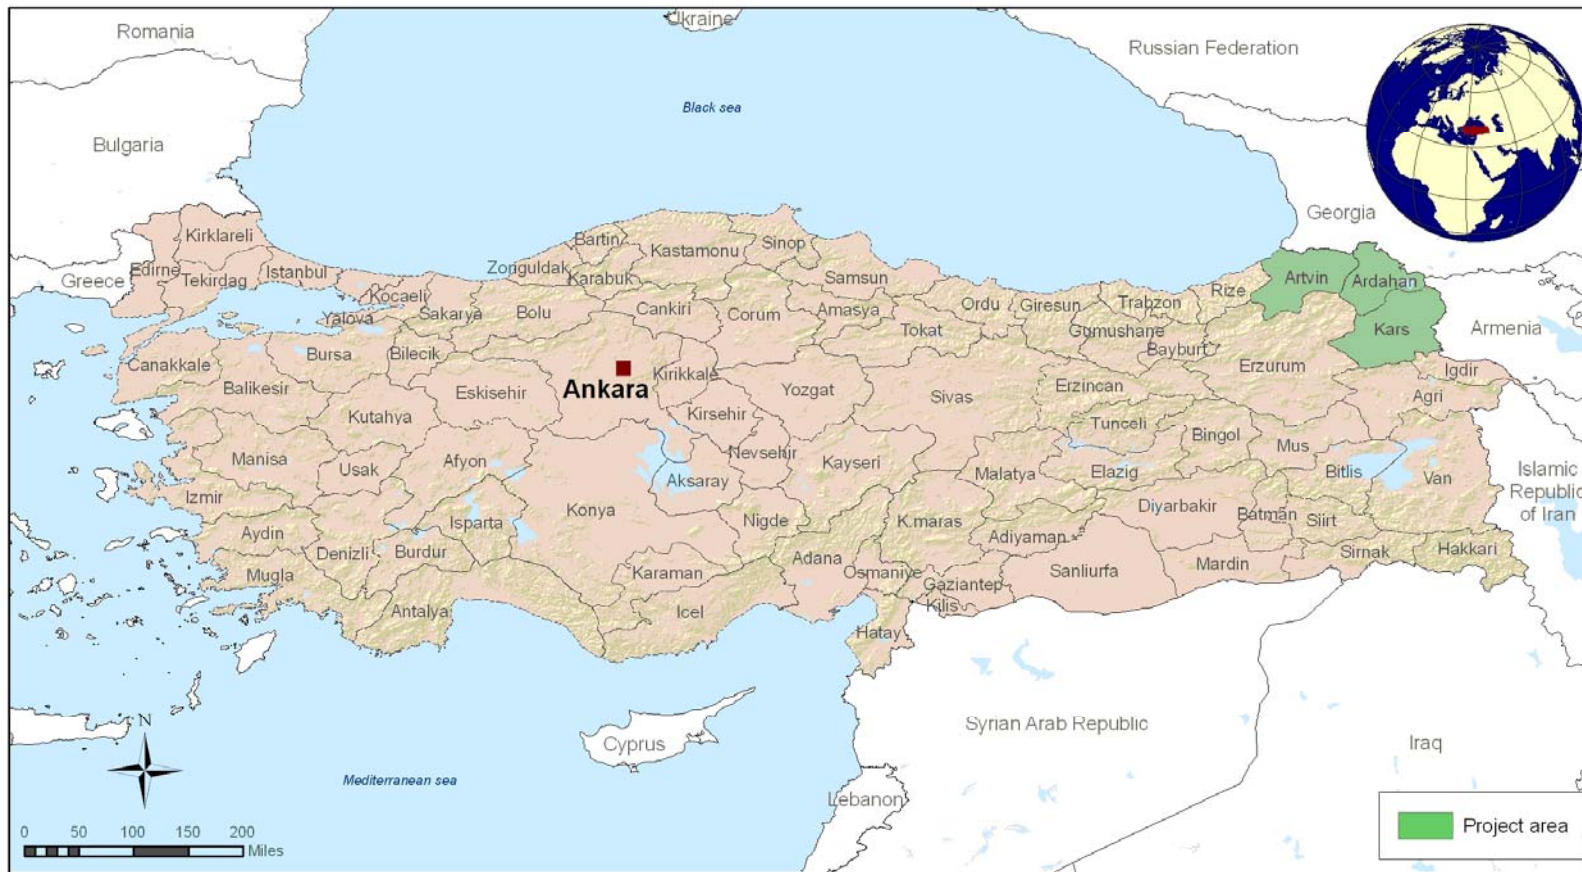 Romania
Ukraine
Russian Federation
Black sea
Bulgaria
Georgia
Kirklareli
Bartin
Kastamonu
Sinop
Edirne
Tekirdag
Istanbul
Zonguldak
Karabuk
Samsun
Artvin
Ardahan
Greece
Kocaeli
Sakarya
Bolu
Cankiri
Corum
Amasya
Ordu
Giresun
Trabzon
Rize
Yalova
Tokat
Gumushane
Kars
Armenia
Canakkale
Bursa
Bilecik
Bayburt
Erzurum
Igdir
Balikesir
Eskisehir
Ankara
Kirikkale
Yozgat
Sivas
Erzincan
Agri
Kutahya
Kirsehir
Tunceli
Bingol
Mus
Manisa
Usak
Afyon
Nevsehir
Kayseri
Malatya
Elazig
Bitlis
Van
Islamic
Republic
of Iran
Izmir
Aksaray
Konya
Isparta
Nigde
K.maras
Diyarbakir
Batman
Siirt
Aydin
Denizli
Burdur
Adana
Adiyaman
Sirnak
Hakkari
Mugla
Karaman
Osmaniye
Gaziantep
Sanliurfa
Mardin
Antalya
Icel
Kilis
Hatay
N
Cyprus
Syrian Arab Republic
Iraq
Mediterranean sea
Lebanon
0 50 100 150 200
Miles
Project area